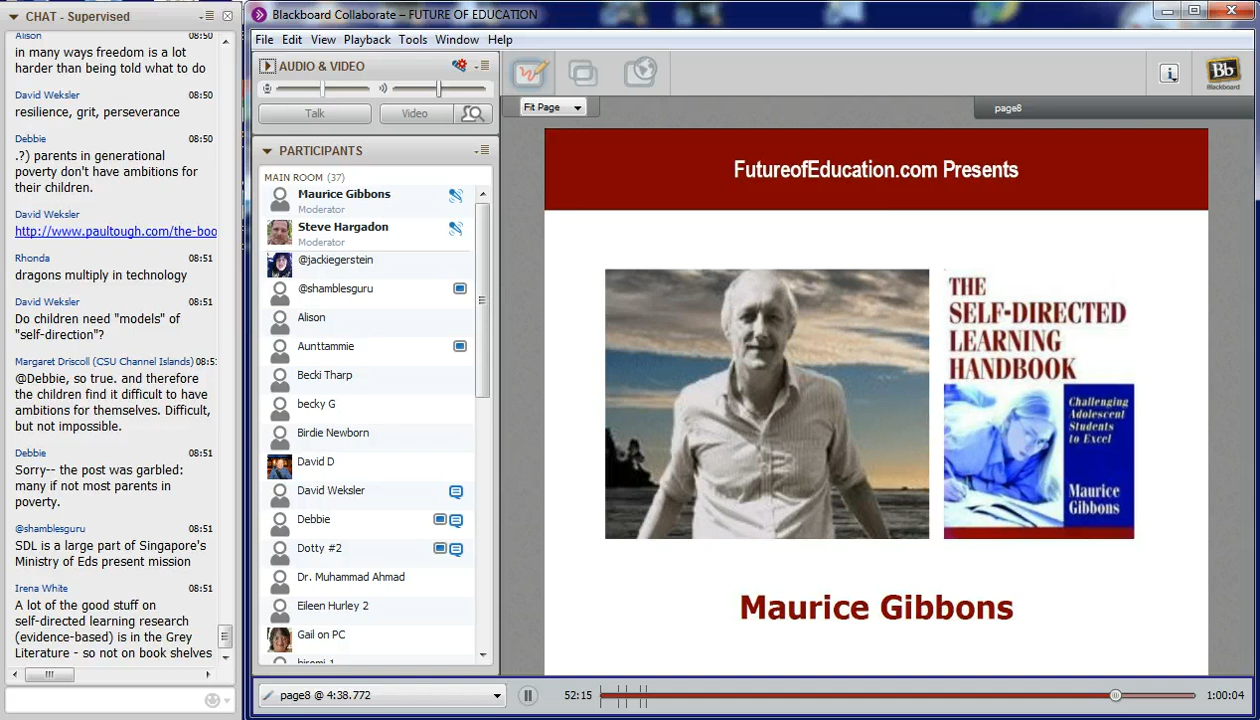 CHAT - Supervised
Alison 08:50
in many ways freedom is a lot
harder than being told what to do
David Weksler 08:50
resilience, grit, perseverance
Debbie 08:50
.?) parents in generational
poverty don't have ambitions for
their children.
David Weksler 08:50
http://www.paultough.com/the-boo
Rhonda 08:51
dragons multiply in technology
David Weksler 08:51
Do children need "models" of
"self-direction"?
Margaret Driscoll (CSU Channel Islands) 08:51
@Debbie, so true. and therefore
the children find it difficult to have
ambitions for themselves. Difficult,
but not impossible.
Debbie 08:51
Sorry-- the post was garbled:
many if not most parents in
poverty.
@shamblesguru 08:51
SDL is a large part of Singapore's
Ministry of Eds present mission
Irena White 08:51
A lot of the good stuff on
self-directed learning research
(evidence-based) is in the Grey
Literature - so not on book shelves
Blackboard Collaborate – FUTURE OF EDUCATION
File Edit View Playback Tools Window Help
AUDIO & VIDEO
Talk Video
PARTICIPANTS
MAIN ROOM (37)
Maurice Gibbons
Moderator
Steve Hargadon
Moderator
@jackiegerstein
@shamblesguru
Alison
Aunttammie
Becki Tharp
becky G
Birdie Newborn
David D
David Weksler
Debbie
Dotty #2
Dr. Muhammad Ahmad
Eileen Hurley 2
Gail on PC
hiromi 1
Bb
Blackboard
Fit Page
page8
FutureofEducation.com Presents
THE
SELF-DIRECTED
LEARNING
HANDBOOK
Challenging
Adolescent
Students
to Excel
Maurice
Gibbons
Maurice Gibbons
page8 @ 4:38.772
52:15
1:00:04